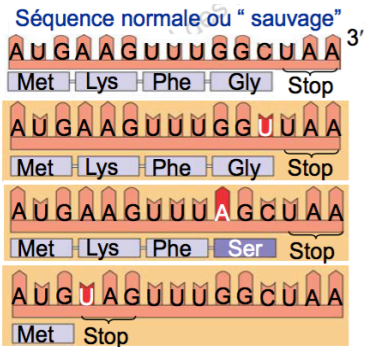 Séquence normale ou “ sauvage”
AUGAAGUUUGGCUAA 3′
Met Lys Phe Gly Stop
AUGAAGUUUGGUUAA
Met Lys Phe Gly Stop
AUGAAGUUUAGCUAA
Met Lys Phe Ser Stop
AUGUAGUUUGGCUAA
Met Stop